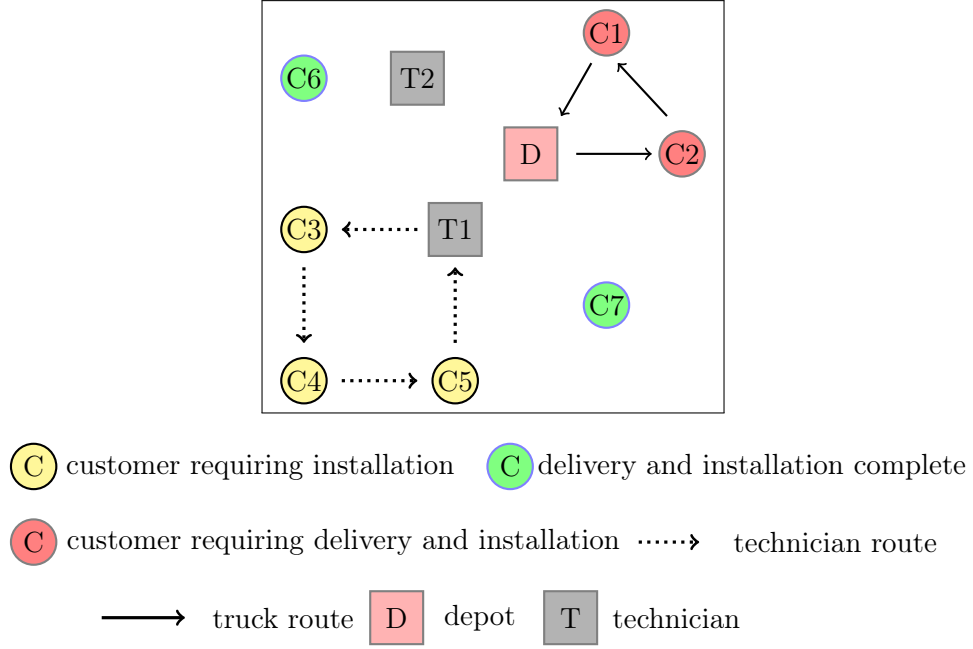 C1
C6
T2
D
C2
C3
T1
C7
C4
C5
C customer requiring installation
C delivery and installation complete
C customer requiring delivery and installation
technician route
truck route
D depot
T technician